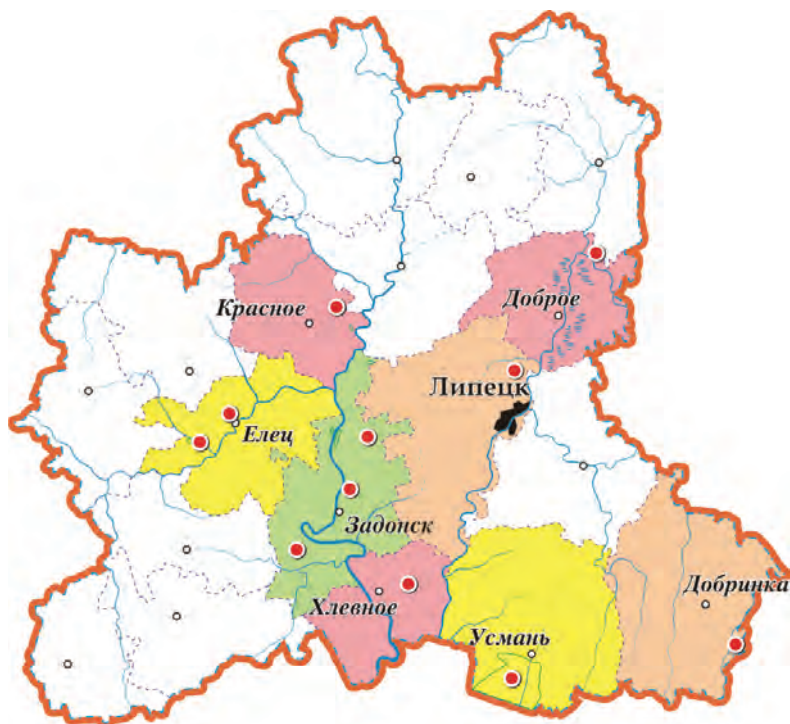 Красное
Доброе
Липецк
Елец
Задонск
Хлевное
Добринка
Усмань